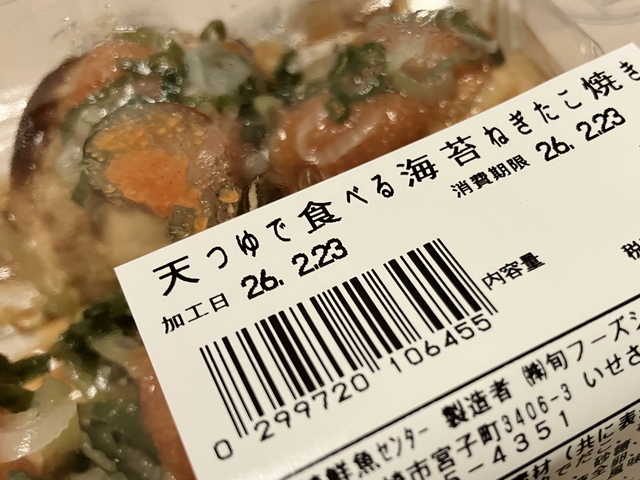 天つゆで食べる海苔ねぎたこ焼き
消費期限 26. 2.23
加工日 26. 2.23
内容量
税
0 299720 106455
鮮魚ｾﾝﾀｰ 製造者 ㈱旬フーズシ
市宮子町3406-3 いせさ
5-4351